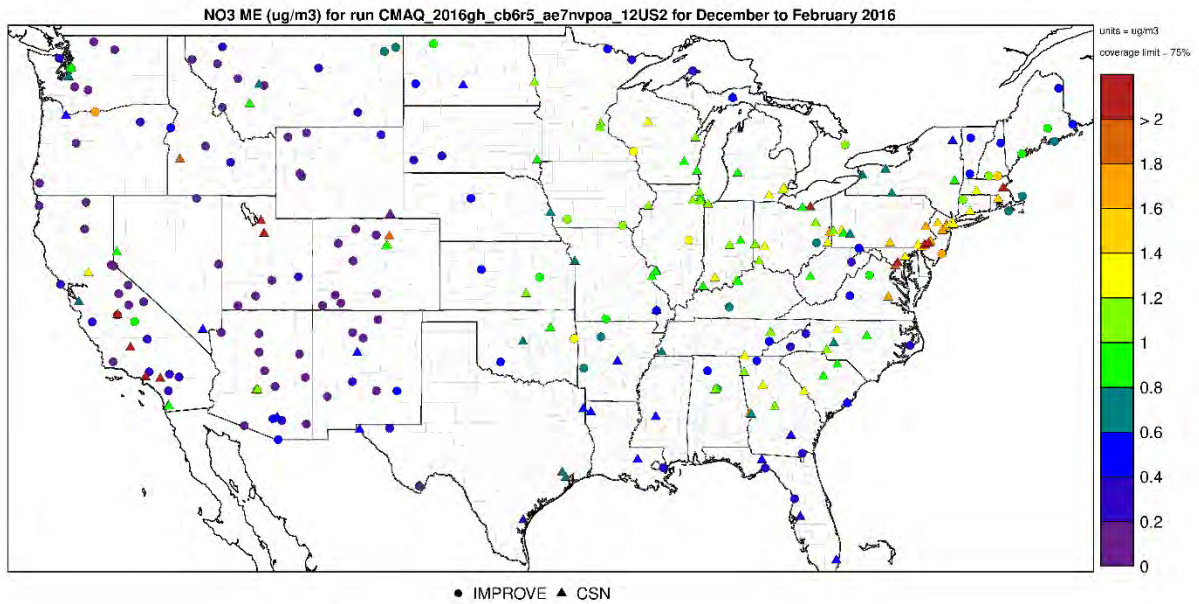 NO3 ME (ug/m3) for run CMAQ_2016gh_cb6r5_ae7nvpoa_12US2 for December to February 2016
units = ug/m3
coverage limit = 75%
> 2
1.8
1.6
1.4
1.2
1
0.8
0.6
0.4
0.2
0
● IMPROVE ▲ CSN